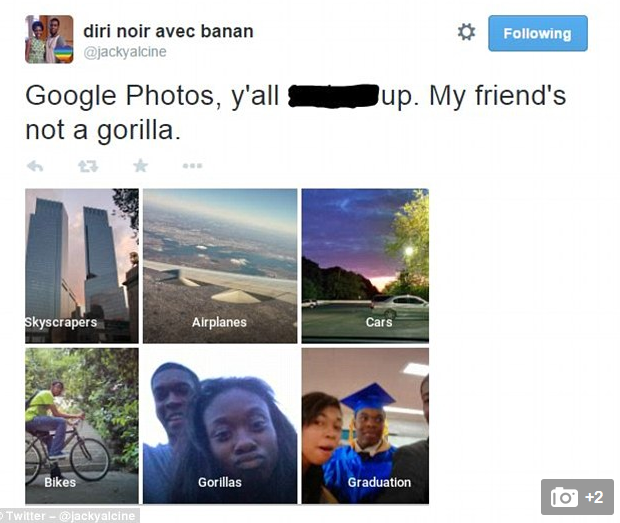 diri noir avec banan
@jackyalcine
Following
Google Photos, y'all up. My friend's
not a gorilla.
Skyscrapers
Airplanes
Cars
Bikes
Gorillas
Graduation
+2
© Twitter – @jackyalcine